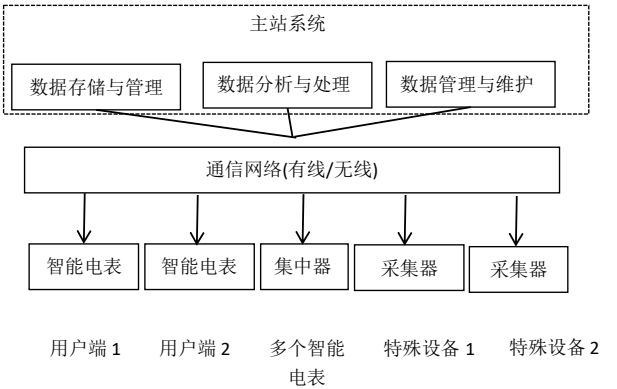 主站系统
数据存储与管理
数据分析与处理
数据管理与维护
通信网络(有线/无线)
智能电表
智能电表
集中器
采集器
采集器
用户端 1
用户端 2
多个智能
电表
特殊设备 1
特殊设备 2